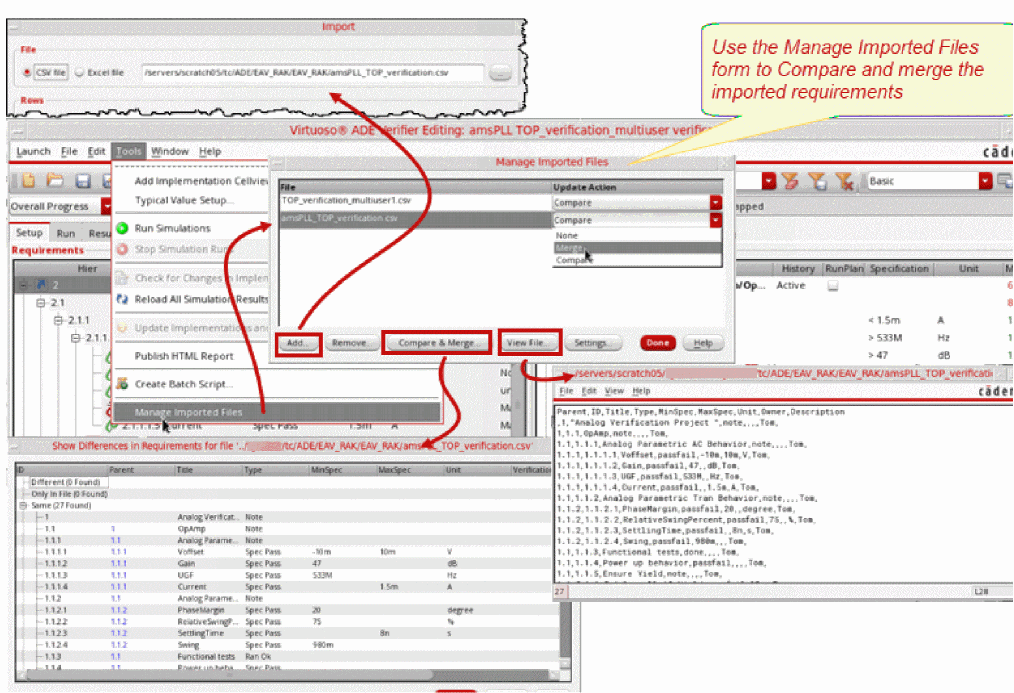 Import
File
CSV file Excel file /servers/scratch05/tc/ADE/EAV_RAK/EAV_RAK/amsPLL_TOP_verification.csv
Rows
Use the Manage Imported Files
form to Compare and merge the
imported requirements
Virtuoso® ADE Verifier Editing: amsPLL TOP_verification_multiuser verific
Launch File Edit Tools Window Help
cāde
Basic
Overall Progress
apped
Setup Run Resu
Requirements
Hier
2
2.1
2.1.1
2.1.1.
Add Implementation Cellview
Typical Value Setup...
Run Simulations
Stop Simulation Run
Check for Changes in Implem
Reload All Simulation Results
Update Implementations and
Publish HTML Report
Create Batch Script...
Manage Imported Files
2.1.1.1.5 Current Spec Pass 1.5m A
Manage Imported Files
File Update Action
TOP_verification_multiuser1.csv Compare
amsPLL_TOP_verification.csv Compare
None
Merge
Compare
Add... Remove... Compare & Merge... View File... Settings... Done Help
History RunPlan Specification Unit M
/Op... Active
< 1.5m A
> 533M Hz
> 47 dB
/servers/scratch05/ tc/ADE/EAV_RAK/EAV_RAK/amsPLL_TOP_verificati
File Edit View Help
cāden
Parent,ID,Title,Type,MinSpec,MaxSpec,Unit,Owner,Description
,1,"Analog Verification Project ",note,,,,Tom,
1,1.1,OpAmp,note,,,,Tom,
1.1,1.1.1,Analog Parametric AC Behavior,note,,,,Tom,
1.1.1,1.1.1.1,Voffset,passfail,-10m,10m,V,Tom,
1.1.1,1.1.1.2,Gain,passfail,47,,dB,Tom,
1.1.1,1.1.1.3,UGF,passfail,533M,,Hz,Tom,
1.1.1,1.1.1.4,Current,passfail,,1.5m,A,Tom,
1.1,1.1.2,Analog Parametric Tran Behavior,note,,,,Tom,
1.1.2,1.1.2.1,PhaseMargin,passfail,20,,degree,Tom,
1.1.2,1.1.2.2,RelativeSwingPercent,passfail,75,,%,Tom,
1.1.2,1.1.2.3,SettlingTime,passfail,,8n,s,Tom,
1.1.2,1.1.2.4,Swing,passfail,980m,,,Tom,
1.1,1.1.3,Functional tests,done,,,,Tom,
1.1,1.1.4,Power up behavior,passfail,,,,Tom,
1.1,1.1.5,Ensure Yield,note,,,,Tom,
27 L28
Show Differences in Requirements for file '../ /tc/ADE/EAV_RAK/EAV_RAK/amsPLL_TOP_verification.csv'
ID Parent Title Type MinSpec MaxSpec Unit Verification
Different (0 Found)
Only In File (0 Found)
Same (27 Found)
1 Analog Verificat... Note
1.1 1 OpAmp Note
1.1.1 1.1 Analog Parame... Note
1.1.1.1 1.1.1 Voffset Spec Pass -10m 10m V
1.1.1.2 1.1.1 Gain Spec Pass 47 dB
1.1.1.3 1.1.1 UGF Spec Pass 533M Hz
1.1.1.4 1.1.1 Current Spec Pass 1.5m A
1.1.2 1.1 Analog Parame... Note
1.1.2.1 1.1.2 PhaseMargin Spec Pass 20 degree
1.1.2.2 1.1.2 RelativeSwingP... Spec Pass 75 %
1.1.2.3 1.1.2 SettlingTime Spec Pass 8n s
1.1.2.4 1.1.2 Swing Spec Pass 980m
1.1.3 1.1 Functional tests Ran Ok
1.1.4 1.1 Power up beha... Spec Pass